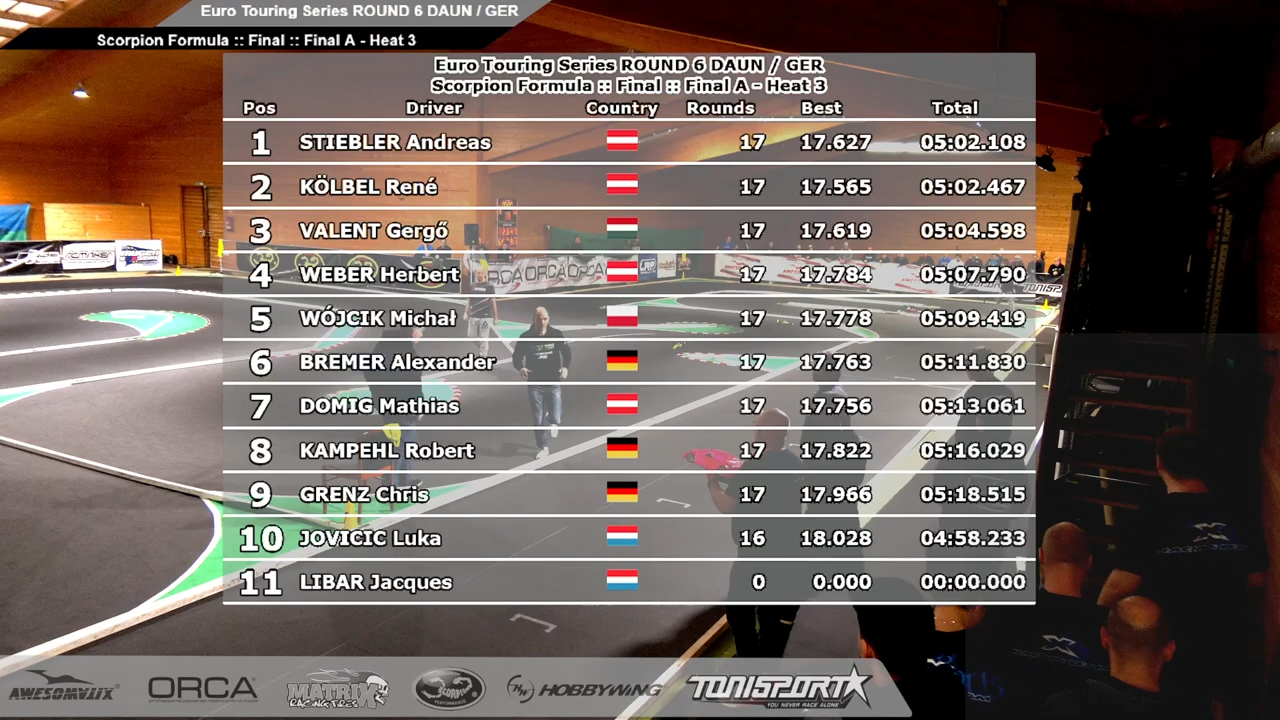 Euro Touring Series ROUND 6 DAUN / GER
Scorpion Formula :: Final :: Final A - Heat 3
Euro Touring Series ROUND 6 DAUN / GER
Scorpion Formula :: Final :: Final A - Heat 3
Pos Driver Country Rounds Best Total
1 STIEBLER Andreas 17 17.627 05:02.108
2 KÖLBEL René 17 17.565 05:02.467
3 VALENT Gergő 17 17.619 05:04.598
4 WEBER Herbert 17 17.784 05:07.790
5 WÓJCIK Michał 17 17.778 05:09.419
6 BREMER Alexander 17 17.763 05:11.830
7 DOMIG Mathias 17 17.756 05:13.061
8 KAMPEHL Robert 17 17.822 05:16.029
9 GRENZ Chris 17 17.966 05:18.515
10 JOVICIC Luka 16 18.028 04:58.233
11 LIBAR Jacques 0 0.000 00:00.000
ORCA ORCA ORCA
AWESOMATIX ORCA MATRIX RACING TIRES SCORPION PERFORMANCE HW HOBBYWING TONISPORT
YOU NEVER RACE ALONE